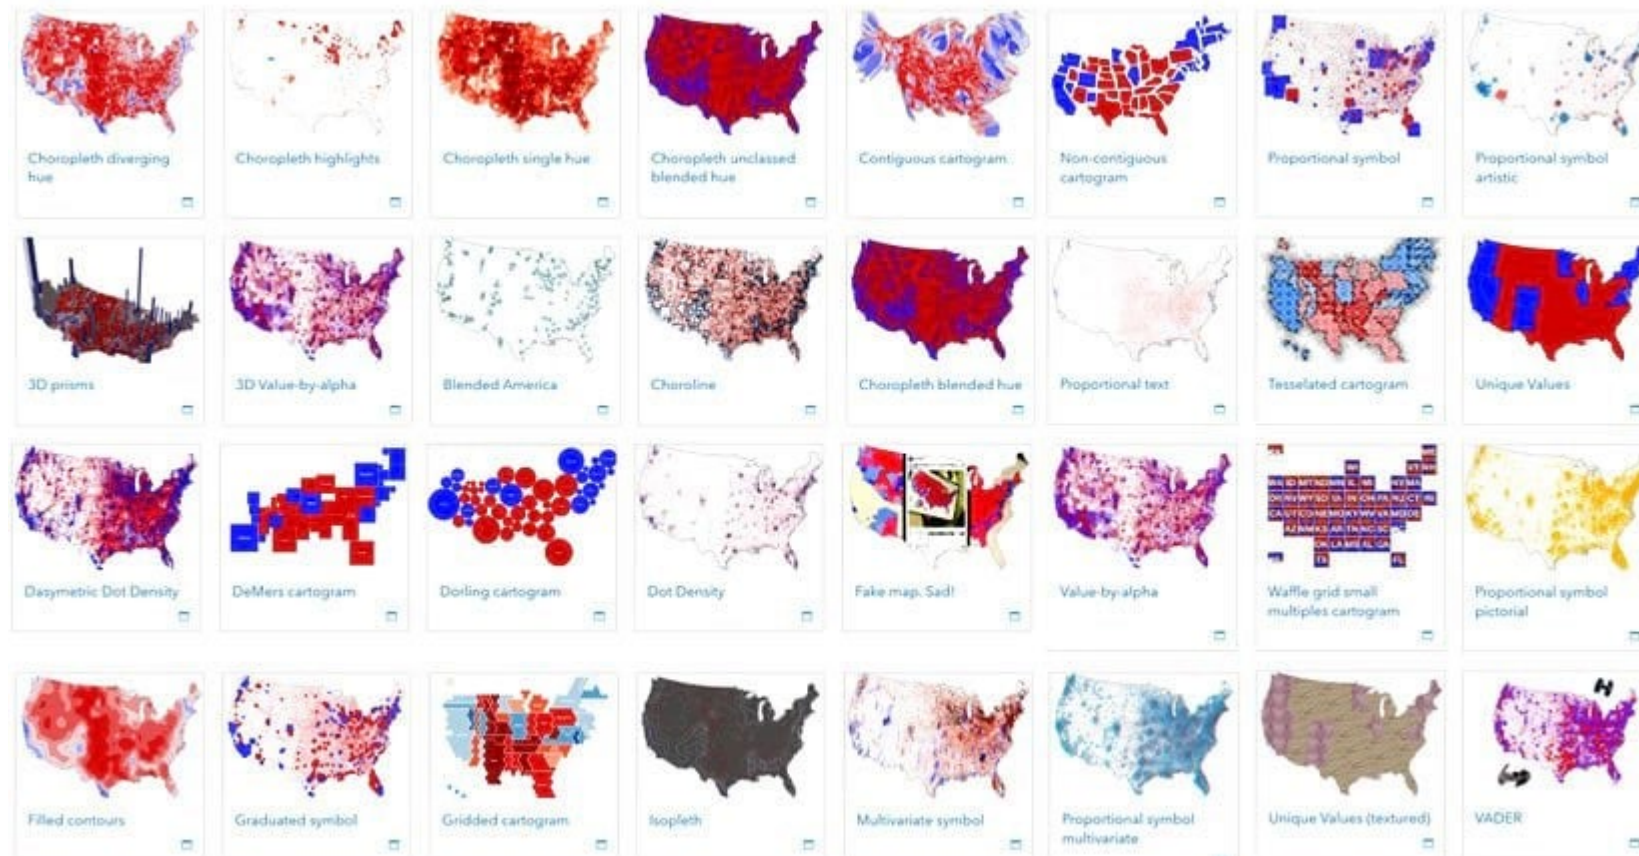 Choropleth diverging
hue
Choropleth highlights
Choropleth single hue
Choropleth unclassed
blended hue
Contiguous cartogram
Non-contiguous
cartogram
Proportional symbol
Proportional symbol
artistic
3D prisms
3D Value-by-alpha
Blended America
Choroline
Choropleth blended hue
Proportional text
Tesselated cartogram
Unique Values
Dasymetric Dot Density
DeMers cartogram
Dorling cartogram
Dot Density
Fake map. Sad!
Value-by-alpha
Waffle grid small
multiples cartogram
Proportional symbol
pictorial
Filled contours
Graduated symbol
Gridded cartogram
Isopleth
Multivariate symbol
Proportional symbol
multivariate
Unique Values (textured)
VADER